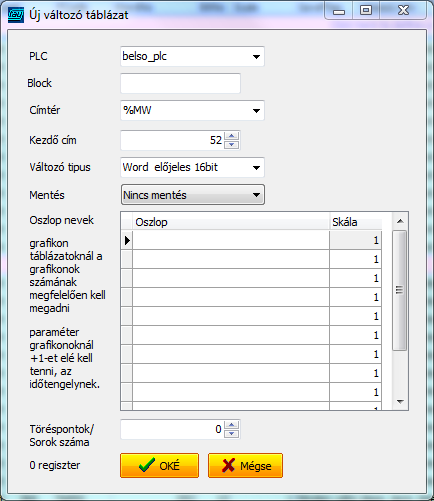 Új változó táblázat
PLC
belso_plc
Block
Címtér
%MW
Kezdő cím
52
Változó tipus
Word előjeles 16bit
Mentés
Nincs mentés
Oszlop nevek
Oszlop Skála
1
1
1
1
1
1
1
1
1
1
grafikon
táblázatoknál a
grafikonok
számának
megfelelően kell
megadni
paraméter
grafikonoknál
+1-et elé kell
tenni, az
időtengelynek.
Töréspontok/
Sorok száma
0
0 regiszter
OKÉ
Mégse